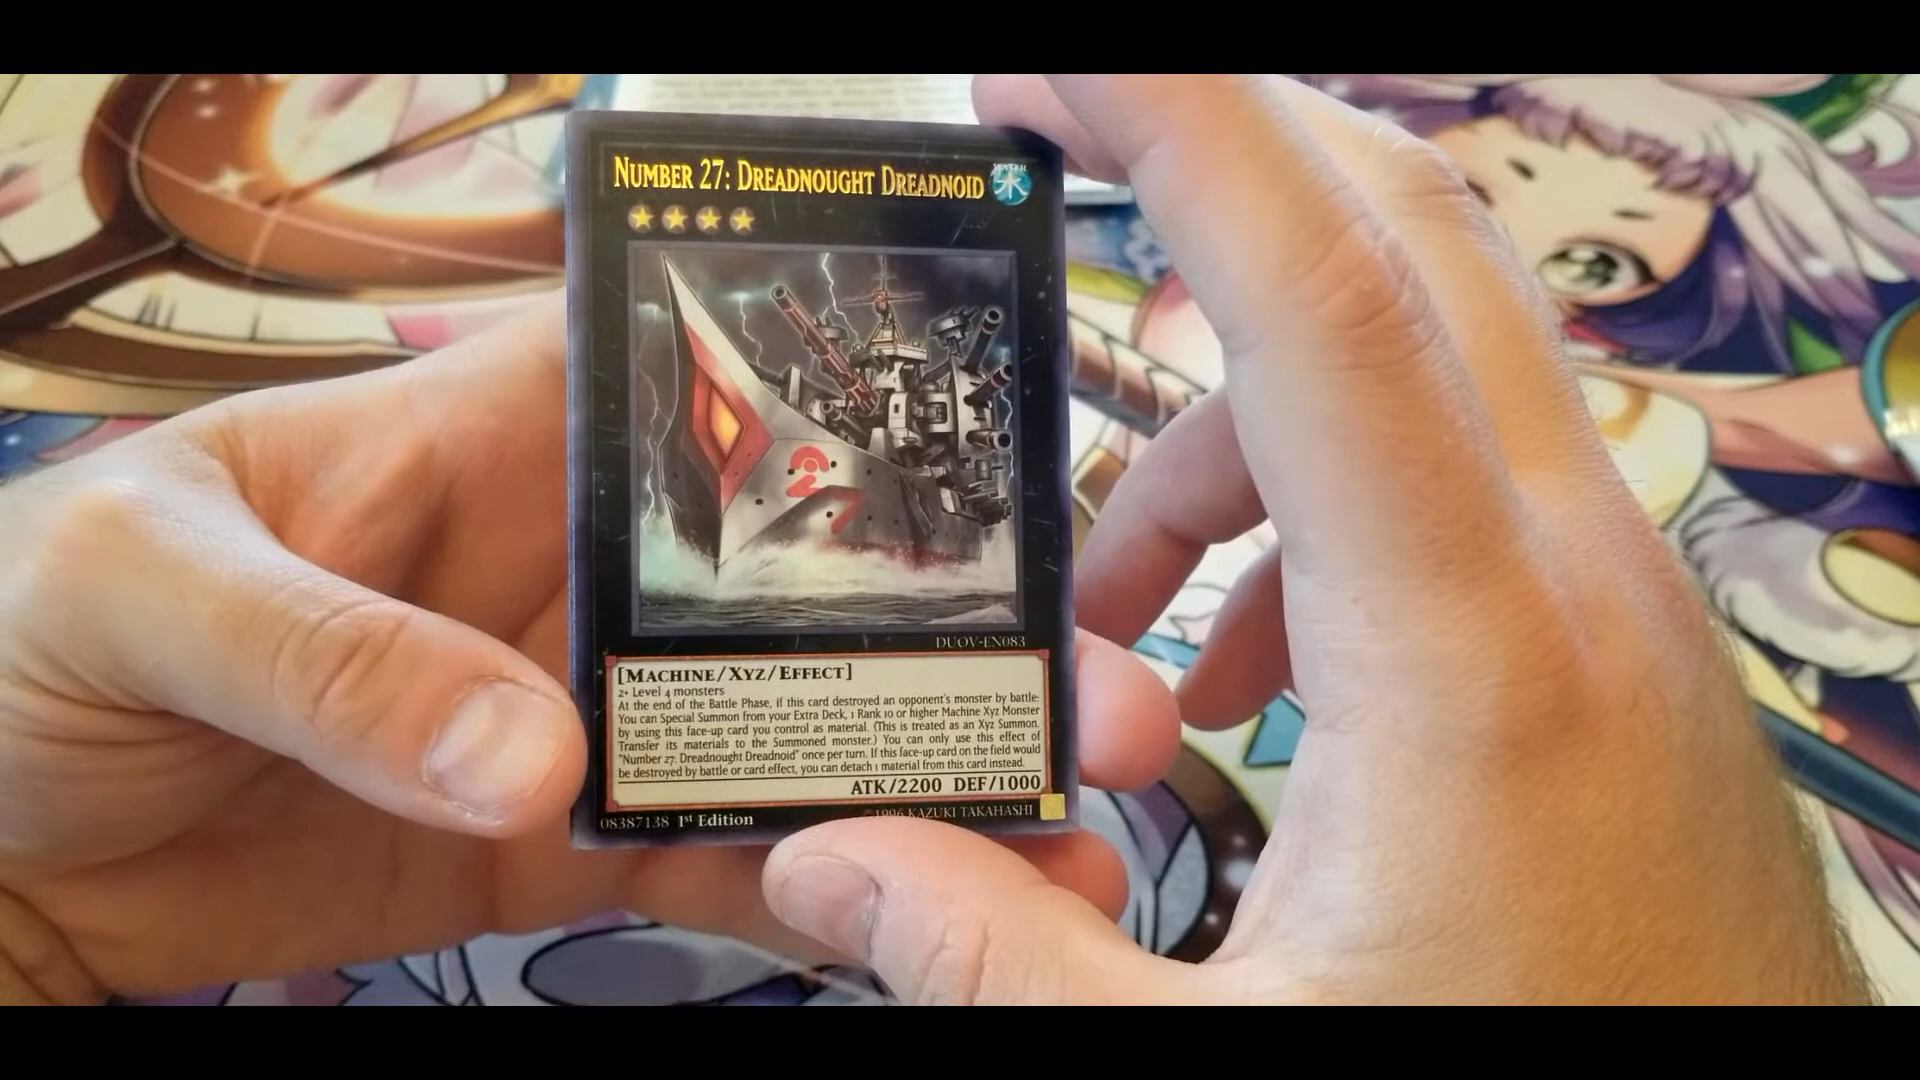 NUMBER 27: DREADNOUGHT DREADNOID
WATER
水
27
DUOV-EN083
[MACHINE/XYZ/EFFECT]
2+ Level 4 monsters
At the end of the Battle Phase, if this card destroyed an opponent's monster by battle:
You can Special Summon from your Extra Deck, 1 Rank 10 or higher Machine Xyz Monster
by using this face-up card you control as material. (This is treated as an Xyz Summon.
Transfer its materials to the Summoned monster.) You can only use this effect of
"Number 27: Dreadnought Dreadnoid" once per turn. If this face-up card on the field would
be destroyed by battle or card effect, you can detach 1 material from this card instead.
ATK/2200 DEF/1000
08387138 1st Edition
©1996 KAZUKI TAKAHASHI